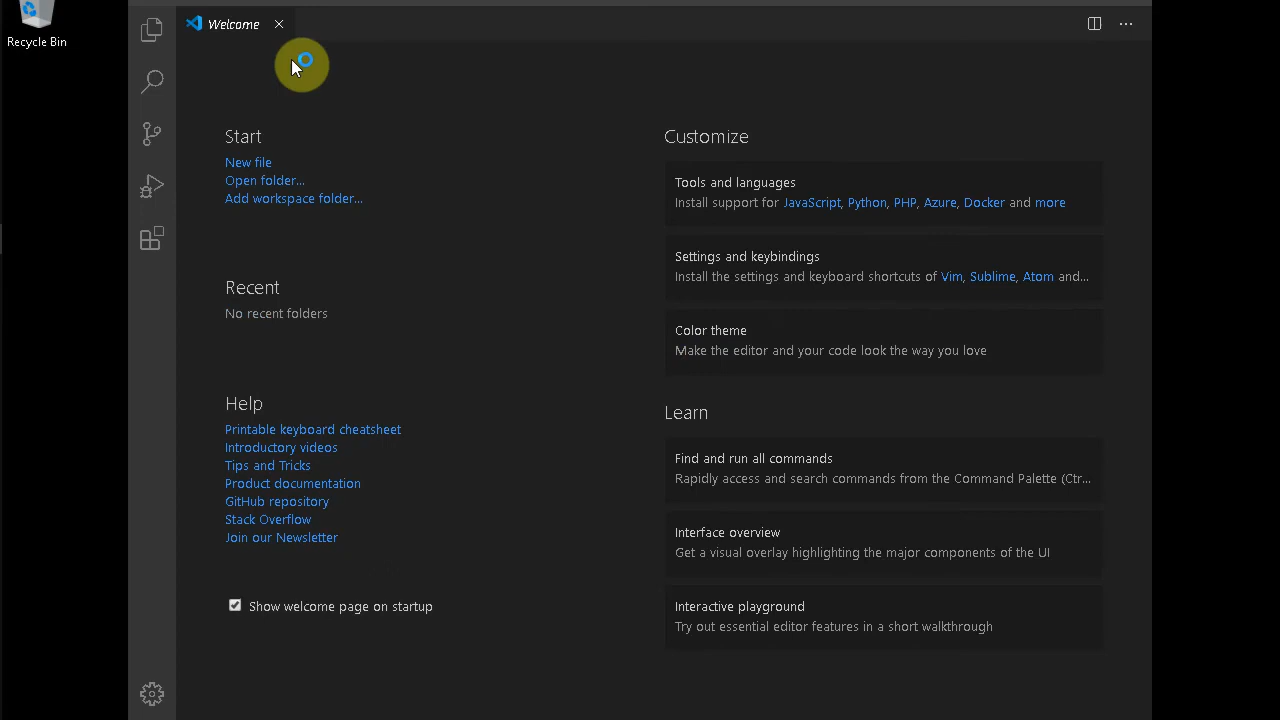 Recycle Bin
Welcome
Start
New file
Open folder...
Add workspace folder...
Recent
No recent folders
Help
Printable keyboard cheatsheet
Introductory videos
Tips and Tricks
Product documentation
GitHub repository
Stack Overflow
Join our Newsletter
Show welcome page on startup
Customize
Tools and languages
Install support for JavaScript, Python, PHP, Azure, Docker and more
Settings and keybindings
Install the settings and keyboard shortcuts of Vim, Sublime, Atom and...
Color theme
Make the editor and your code look the way you love
Learn
Find and run all commands
Rapidly access and search commands from the Command Palette (Ctr...
Interface overview
Get a visual overlay highlighting the major components of the UI
Interactive playground
Try out essential editor features in a short walkthrough